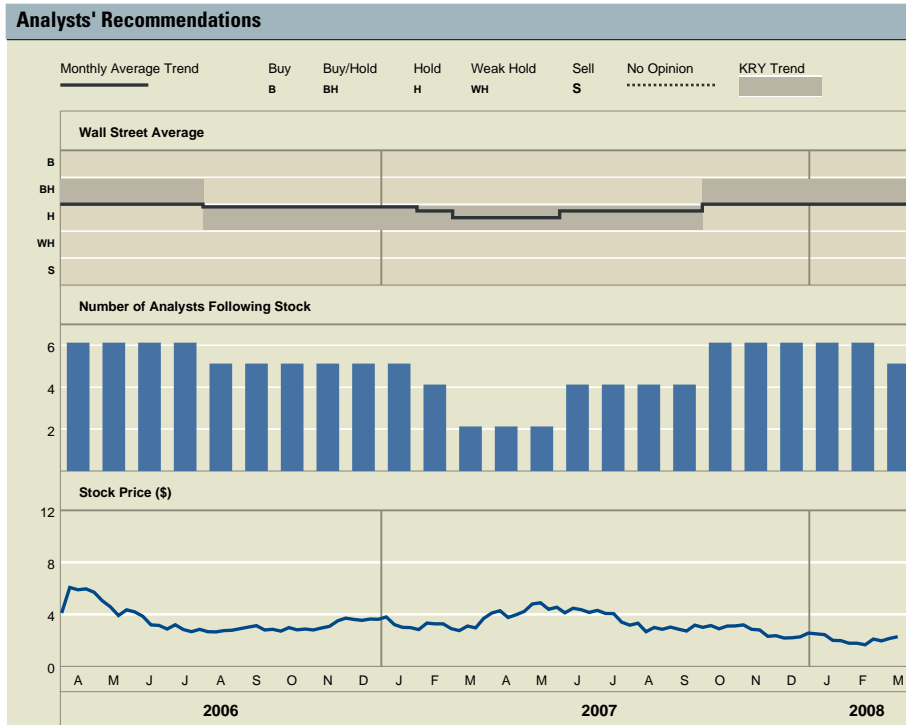 Analysts' Recommendations
Monthly Average Trend Buy Buy/Hold Hold Weak Hold Sell No Opinion KRY Trend
B BH H WH S
Wall Street Average
B
BH
H
WH
S
Number of Analysts Following Stock
6
4
2
Stock Price ($)
12
8
4
0
A M J J A S O N D J F M A M J J A S O N D J F M
2006 2007 2008